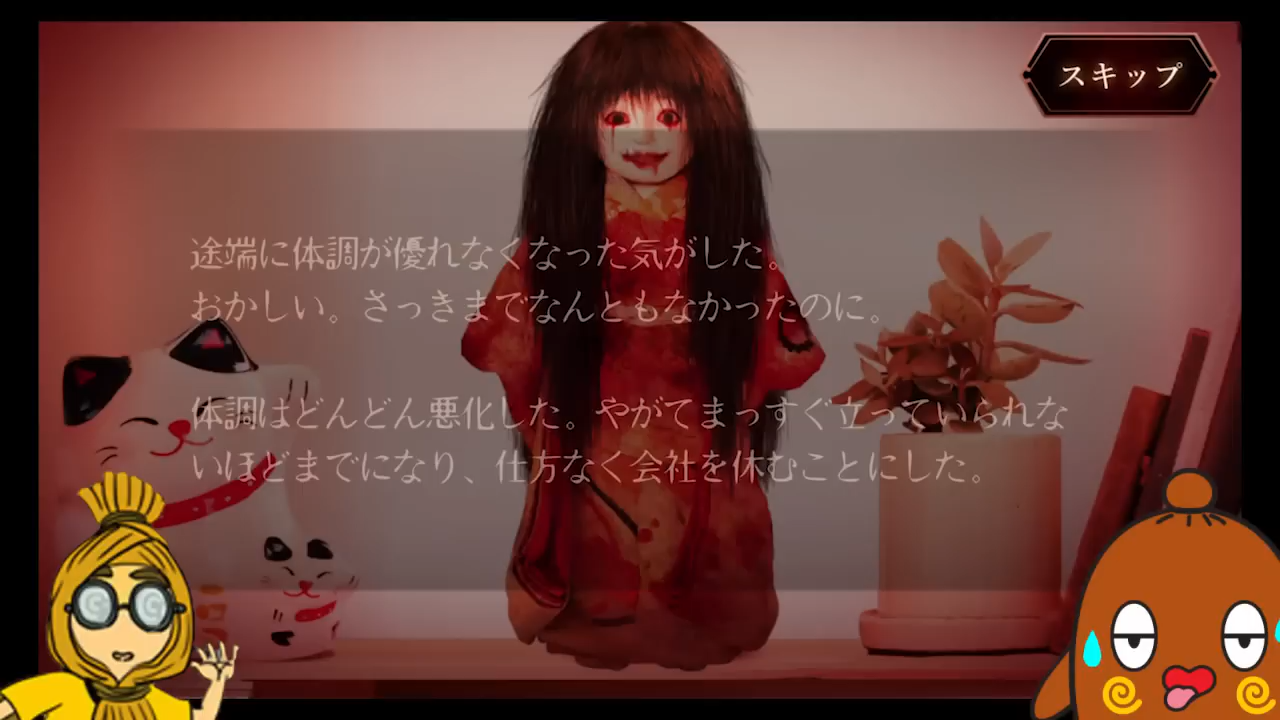 スキップ
途端に体調が優れなくなった気がした。
おかしい。さっきまでなんともなかったのに。
体調はどんどん悪化した。やがてまっすぐ立っていられな
いほどまでになり、仕方なく会社を休むことにした。